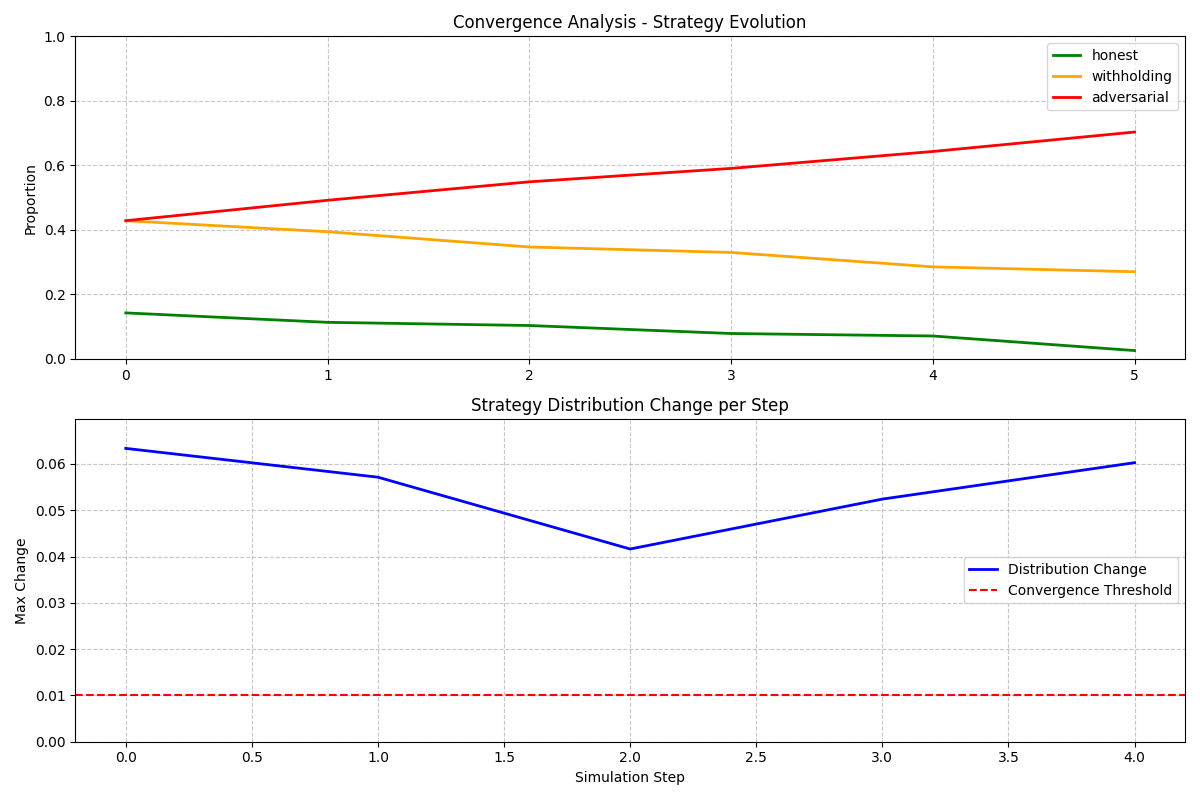 Convergence Analysis - Strategy Evolution
1.0
0.8
0.6
0.4
0.2
0.0
Proportion
honest
withholding
adversarial
0 1 2 3 4 5
Strategy Distribution Change per Step
0.06
0.05
0.04
0.03
0.02
0.01
0.00
Max Change
Distribution Change
Convergence Threshold
0.0 0.5 1.0 1.5 2.0 2.5 3.0 3.5 4.0
Simulation Step